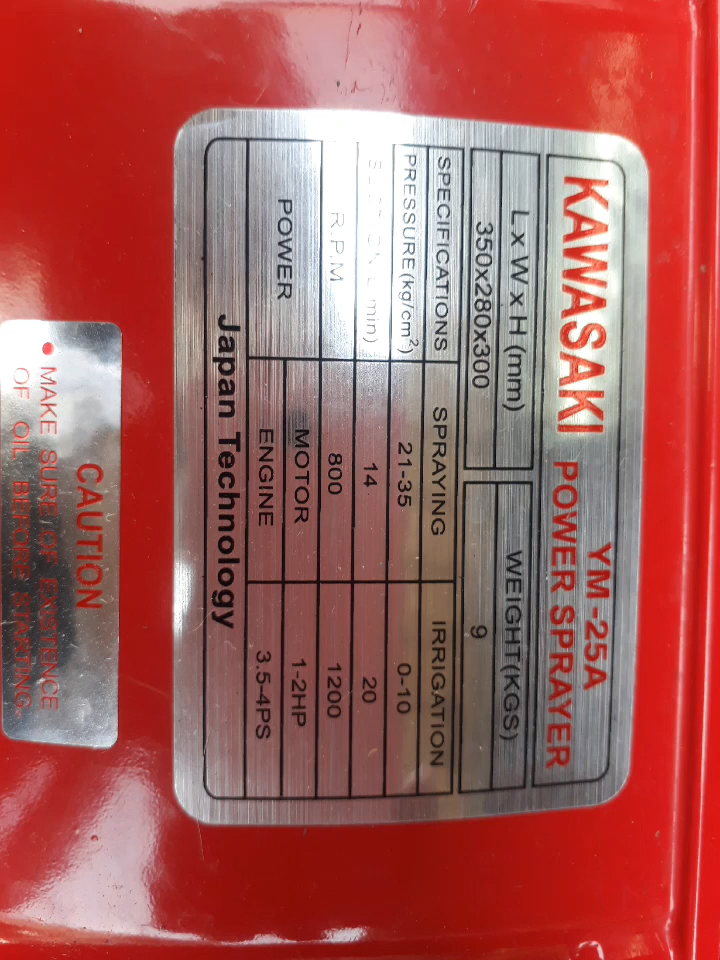 KAWASAKI YM-25A
POWER SPRAYER
L x W x H (mm) WEIGHT(KGS)
350x280x300 9
SPECIFICATIONS SPRAYING IRRIGATION
PRESSURE(kg/cm²) 21-35 0-10
min) 14 20
R.P.M 800 1200
POWER MOTOR 1-2HP
ENGINE 3.5-4PS
Japan Technology
CAUTION
• MAKE SURE OF EXISTENCE
OF OIL BEFORE STARTING.